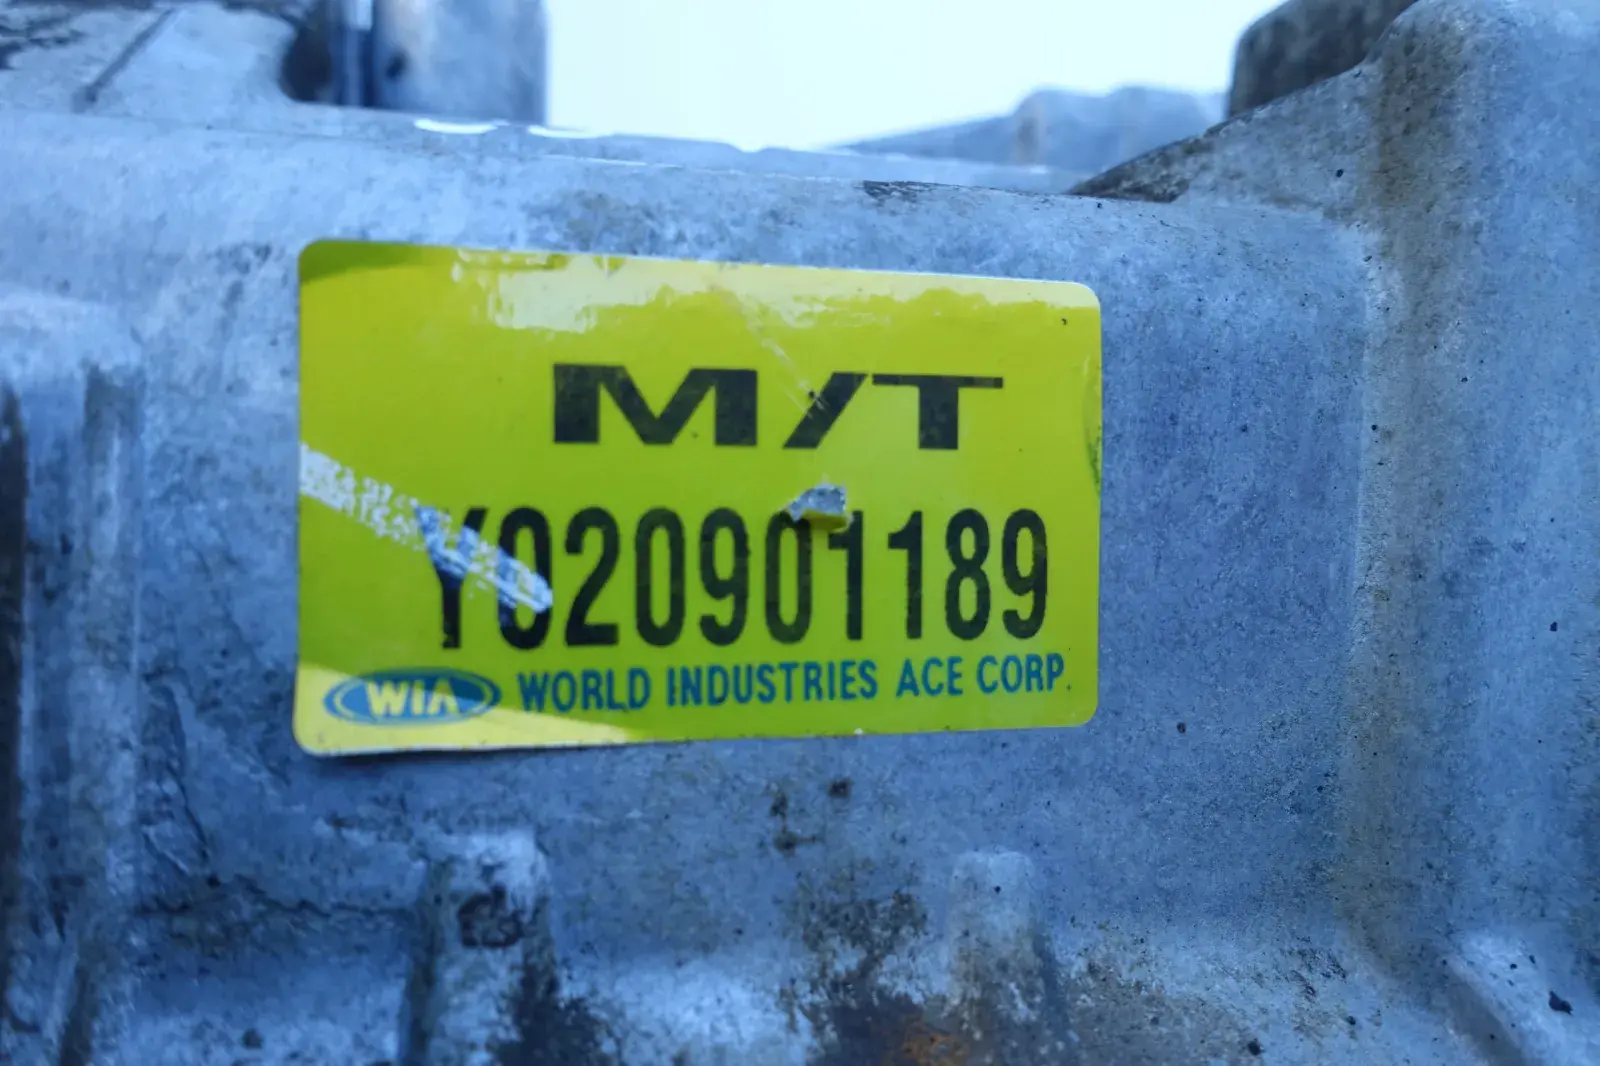 M/T
Y020901189
WIA WORLD INDUSTRIES ACE CORP.